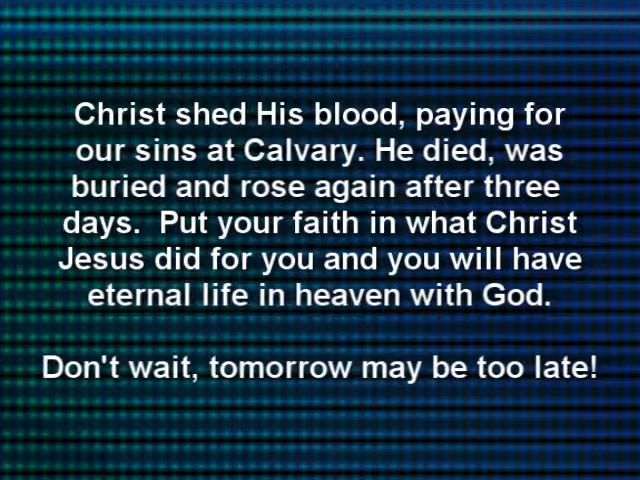 Christ shed His blood, paying for
our sins at Calvary. He died, was
buried and rose again after three
days.  Put your faith in what Christ
Jesus did for you and you will have
eternal life in heaven with God.
Don't wait, tomorrow may be too late!